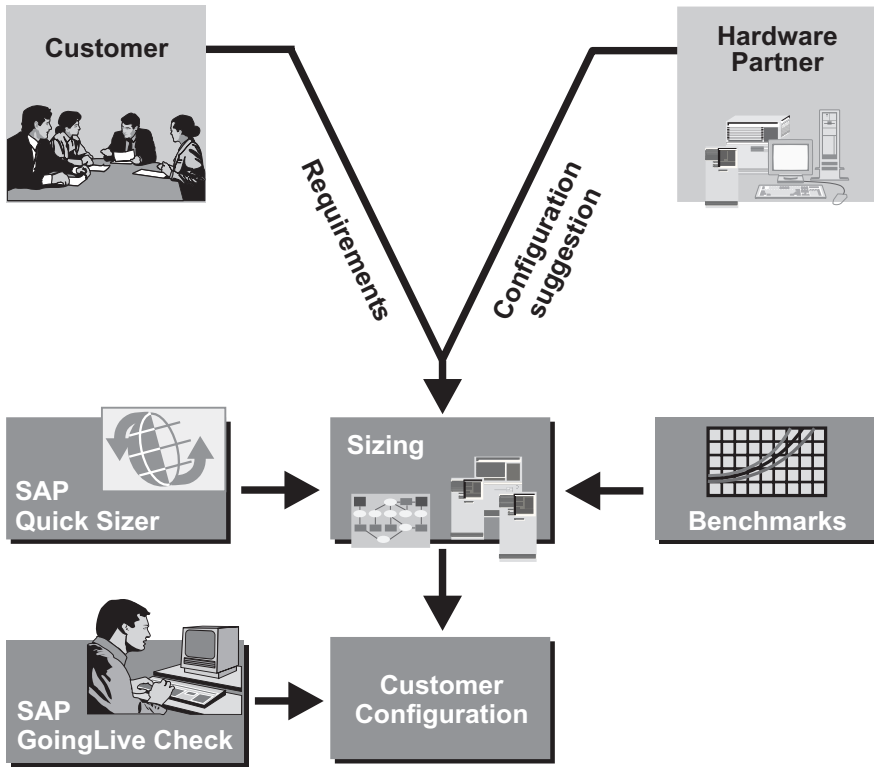 Customer
Hardware
Partner
Requirements
Configuration
suggestion
SAP
Quick Sizer
Sizing
Benchmarks
SAP
GoingLive Check
Customer
Configuration